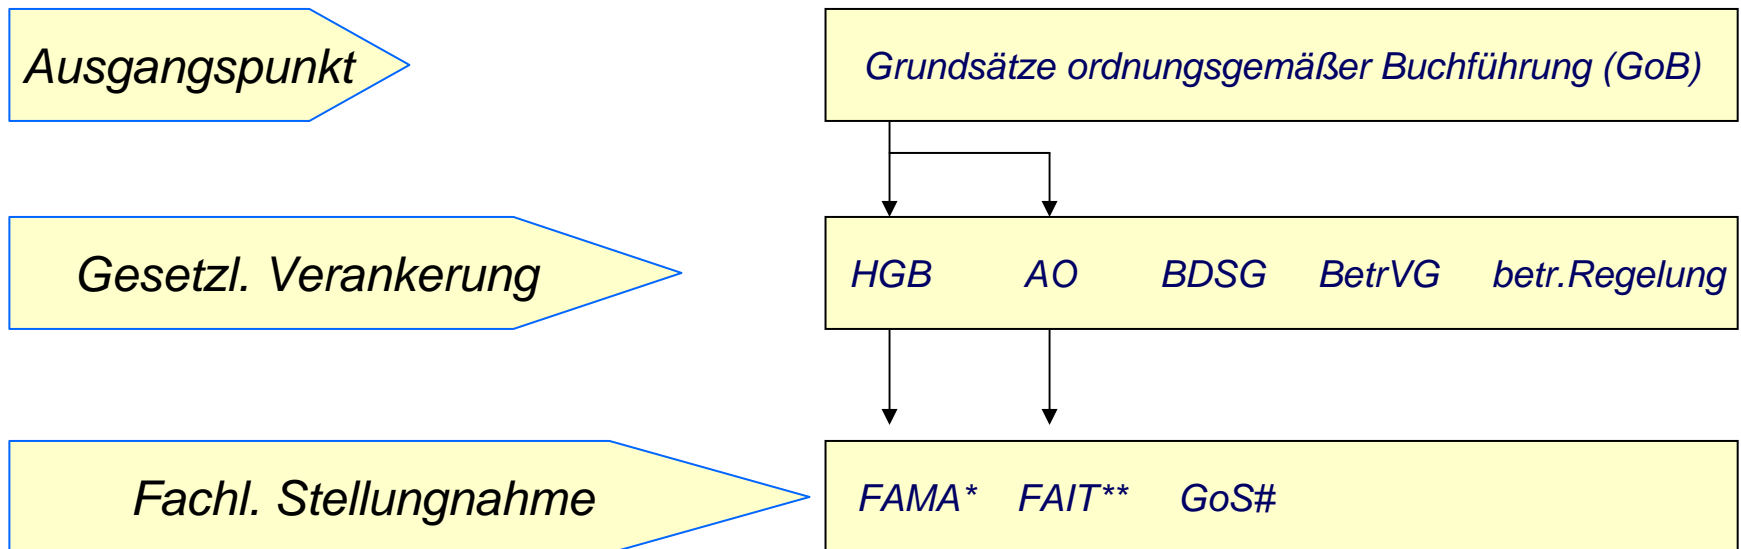 Ausgangspunkt
Grundsätze ordnungsgemäßer Buchführung (GoB)
Gesetzl. Verankerung
HGB AO BDSG BetrVG betr.Regelung
Fachl. Stellungnahme
FAMA* FAIT** GoS#